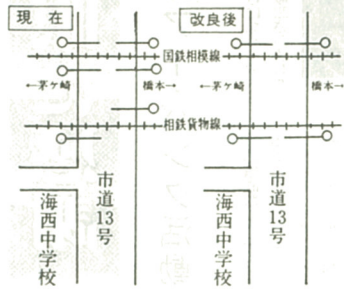 現在
改良後
国鉄相模線
←茅ケ崎
橋本→
←茅ケ崎
橋本→
相鉄貨物線
市道13号
海西中学校
市道13号
海西中学校